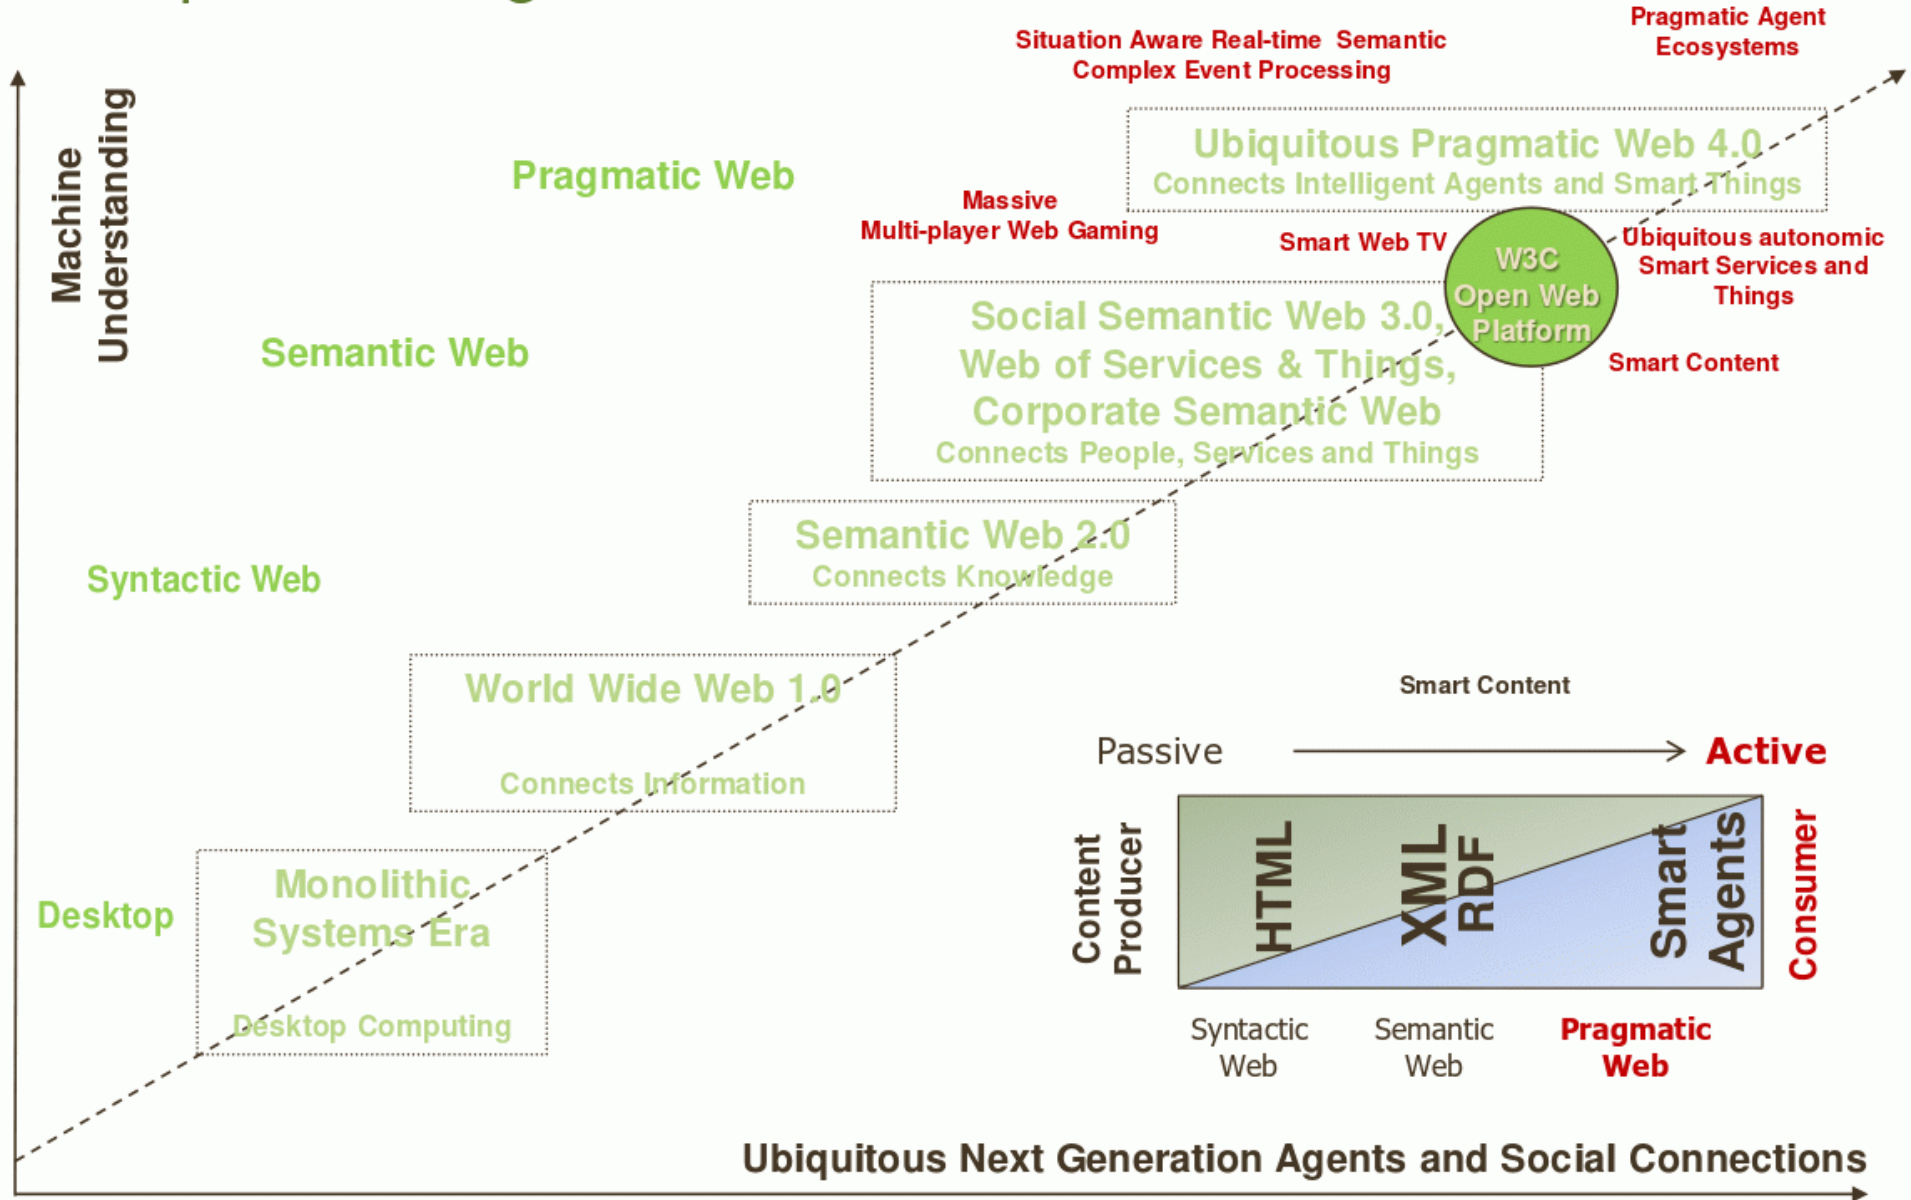 Situation Aware Real-time Semantic
Complex Event Processing
Pragmatic Agent
Ecosystems
Machine
Understanding
Ubiquitous Pragmatic Web 4.0
Connects Intelligent Agents and Smart Things
Pragmatic Web
Massive
Multi-player Web Gaming
Smart Web TV
W3C
Open Web
Platform
Ubiquitous autonomic
Smart Services and
Things
Smart Content
Social Semantic Web 3.0,
Web of Services & Things,
Corporate Semantic Web
Connects People, Services and Things
Semantic Web
Semantic Web 2.0
Connects Knowledge
Syntactic Web
World Wide Web 1.0
Connects Information
Desktop
Monolithic
Systems Era
Desktop Computing
Smart Content
Passive
Active
Content
Producer
HTML
XML
RDF
Smart
Agents
Consumer
Syntactic
Web
Semantic
Web
Pragmatic
Web
Ubiquitous Next Generation Agents and Social Connections